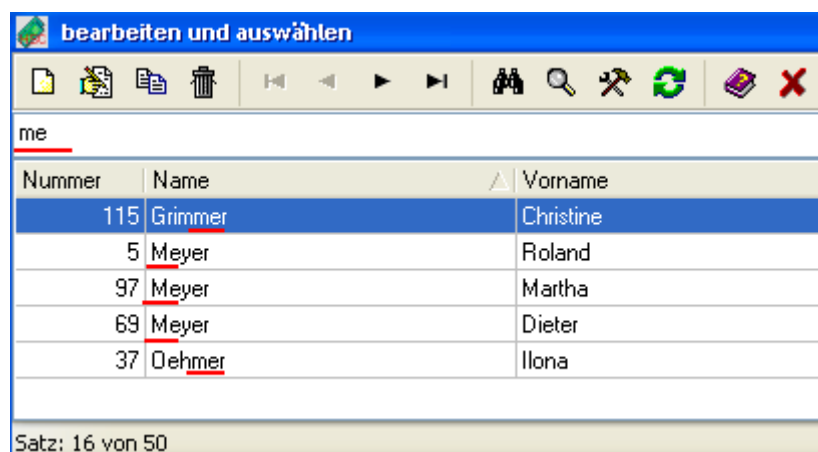 bearbeiten und auswählen
me
Nummer Name Vorname
115 Grimmer Christine
5 Meyer Roland
97 Meyer Martha
69 Meyer Dieter
37 Oehmer Ilona
Satz: 16 von 50